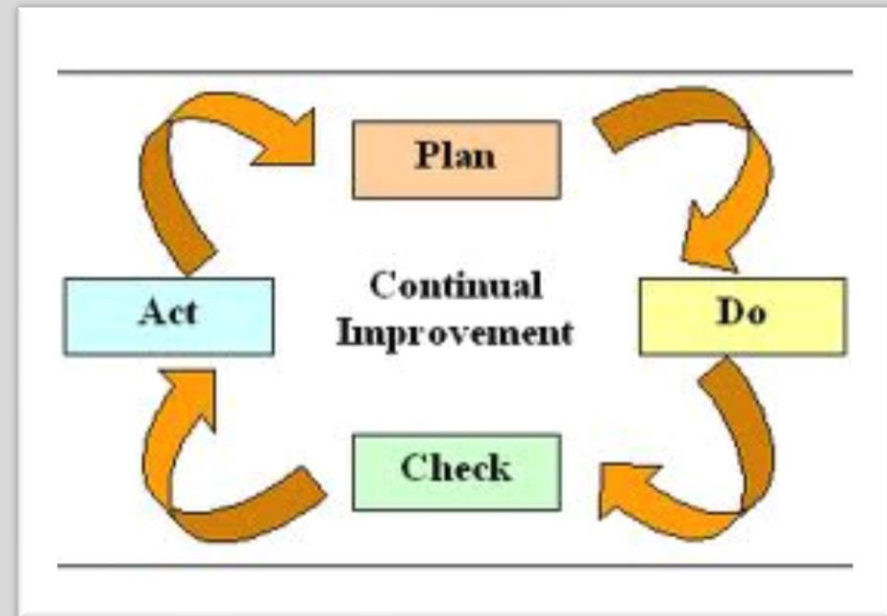 Plan
Do
Check
Act
Continual
Improvement